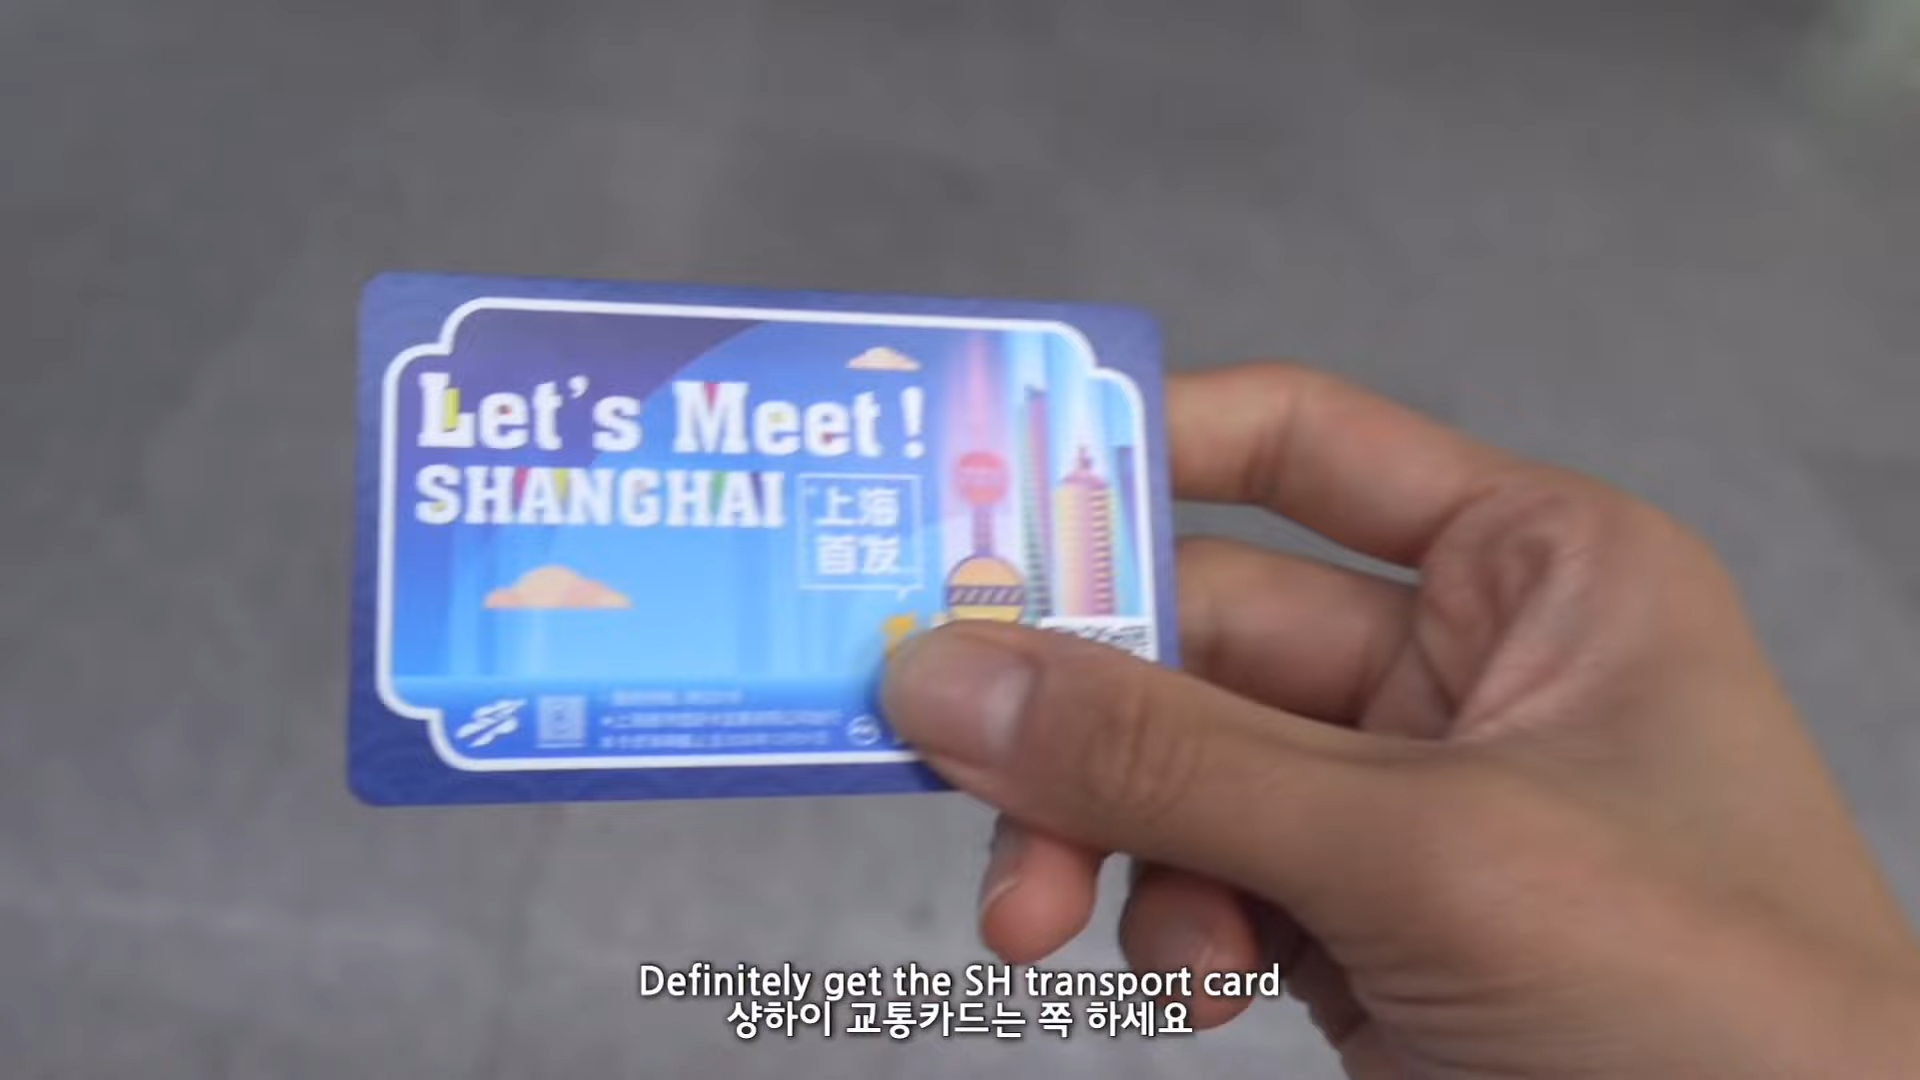 Let's Meet!
SHANGHAI
上海
首发
Definitely get the SH transport card
샹하이 교통카드는 쪽 하세요